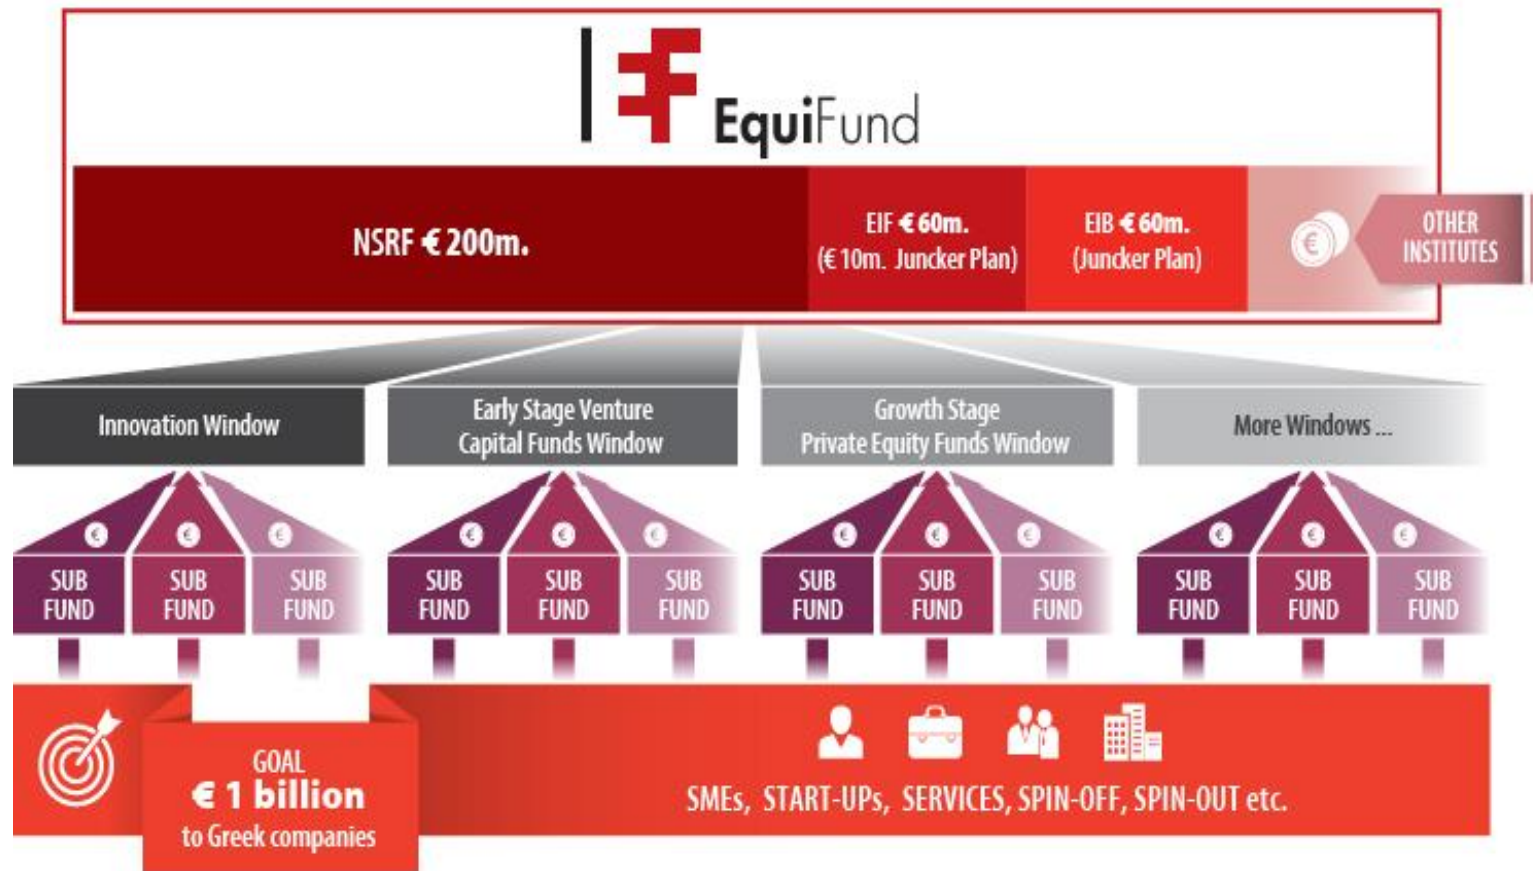 EquiFund
NSRF € 200m.
EIF € 60m.
(€ 10m. Juncker Plan)
EIB € 60m.
(Juncker Plan)
€
OTHER
INSTITUTES
Innovation Window
Early Stage Venture
Capital Funds Window
Growth Stage
Private Equity Funds Window
More Windows ...
€ € € € € € € € € € € €
SUB
FUND
SUB
FUND
SUB
FUND
SUB
FUND
SUB
FUND
SUB
FUND
SUB
FUND
SUB
FUND
SUB
FUND
SUB
FUND
SUB
FUND
SUB
FUND
GOAL
€ 1 billion
to Greek companies
SMEs, START-UPs, SERVICES, SPIN-OFF, SPIN-OUT etc.